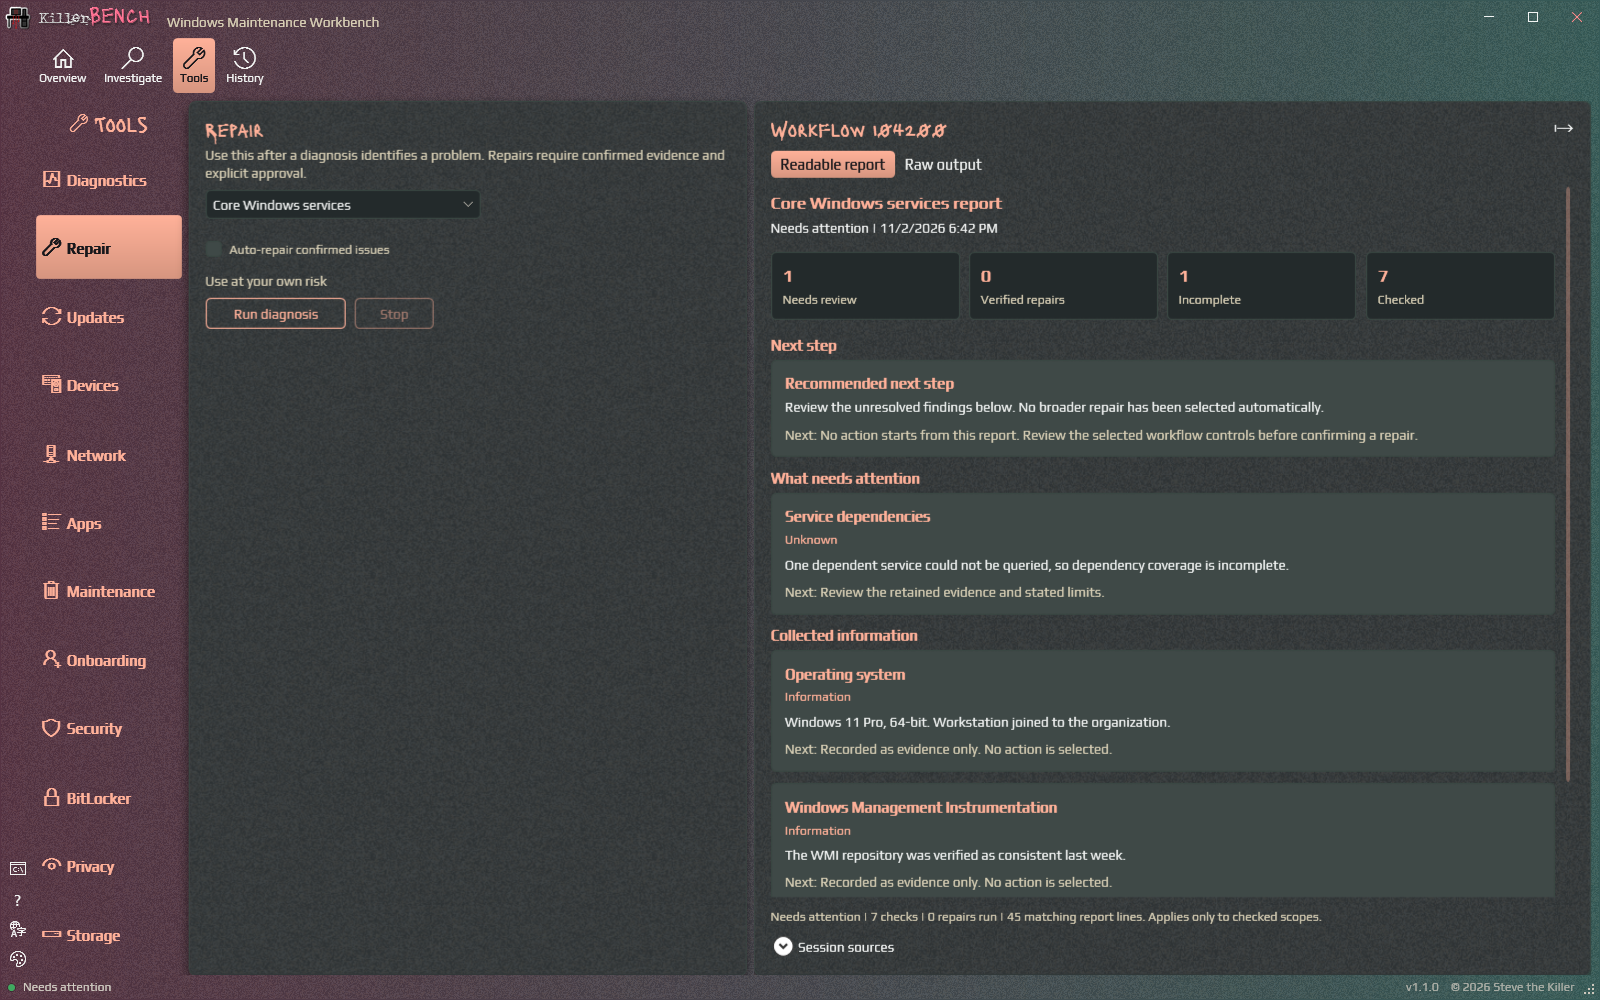 KillerBENCH Windows Maintenance Workbench
Overview
Investigate
Tools
History
TOOLS
Diagnostics
Repair
Updates
Devices
Network
Apps
Maintenance
Onboarding
Security
BitLocker
Privacy
Storage
C:\
?
REPAIR
Use this after a diagnosis identifies a problem. Repairs require confirmed evidence and
explicit approval.
Core Windows services
Auto-repair confirmed issues
Use at your own risk
Run diagnosis
Stop
WORKFLOW 104200
Readable report
Raw output
Core Windows services report
Needs attention | 11/2/2026 6:42 PM
1
Needs review
0
Verified repairs
1
Incomplete
7
Checked
Next step
Recommended next step
Review the unresolved findings below. No broader repair has been selected automatically.
Next: No action starts from this report. Review the selected workflow controls before confirming a repair.
What needs attention
Service dependencies
Unknown
One dependent service could not be queried, so dependency coverage is incomplete.
Next: Review the retained evidence and stated limits.
Collected information
Operating system
Information
Windows 11 Pro, 64-bit. Workstation joined to the organization.
Next: Recorded as evidence only. No action is selected.
Windows Management Instrumentation
Information
The WMI repository was verified as consistent last week.
Next: Recorded as evidence only. No action is selected.
Needs attention | 7 checks | 0 repairs run | 45 matching report lines. Applies only to checked scopes.
Session sources
Needs attention
v1.1.0 © 2026 Steve the Killer